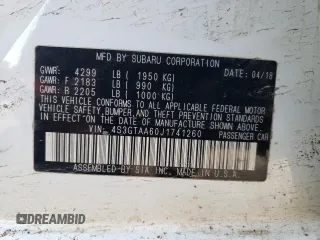 MFD BY SUBARU CORPORATION
GVWR: 4299 LB (1950 KG) 04/18
GAWR: F 2183 LB (990 KG)
GAWR: R 2205 LB (1000 KG)
THIS VEHICLE CONFORMS TO ALL APPLICABLE FEDERAL MOTOR
VEHICLE SAFETY, BUMPER, AND THEFT PREVENTION STANDARDS
IN EFFECT ON THE DATE OF MANUFACTURE SHOWN ABOVE.
VIN: 4S3GTAA60J1741260 PASSENGER CAR
ASSEMBLED BY SIA INC. MADE IN U.S.A.
DREAMBID